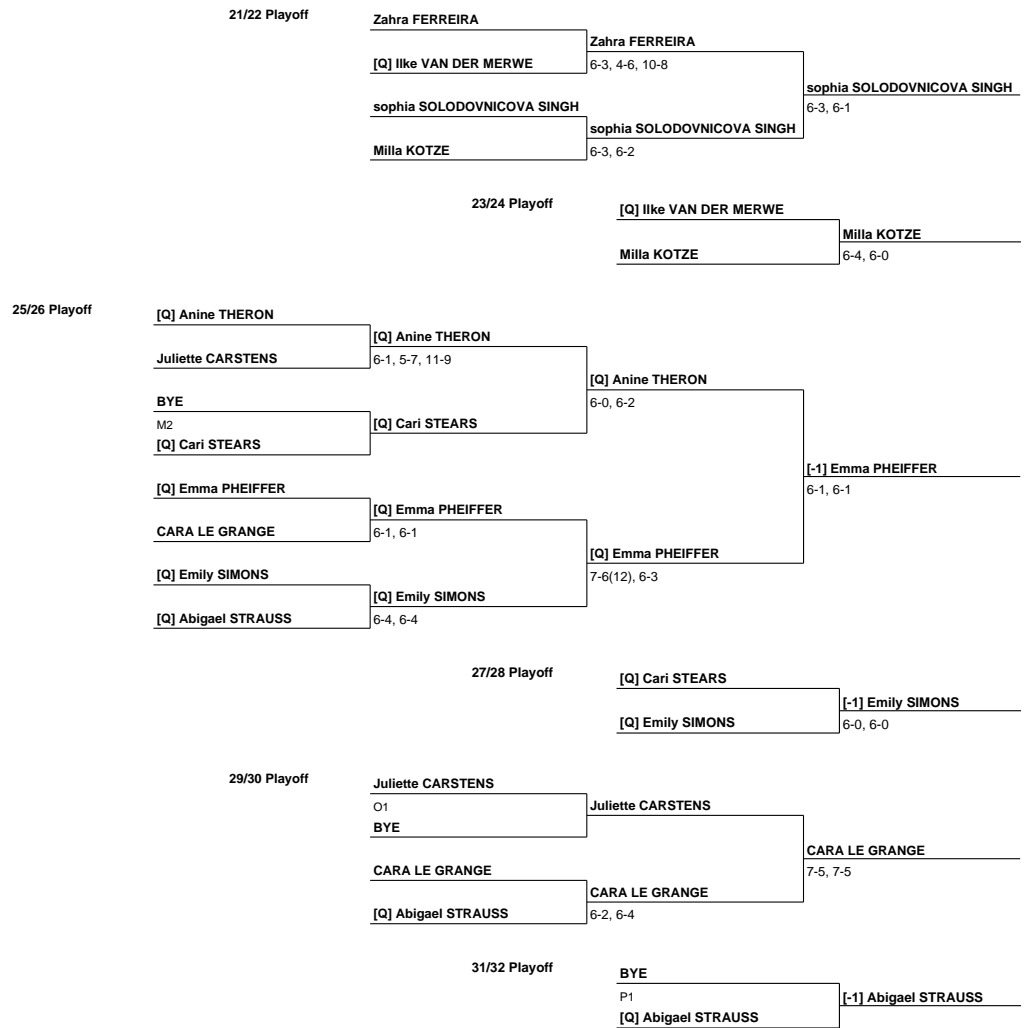 21/22 Playoff
Zahra FERREIRA
Zahra FERREIRA
[Q] Ilke VAN DER MERWE
6-3, 4-6, 10-8
sophia SOLODOVNICOVA SINGH
6-3, 6-1
sophia SOLODOVNICOVA SINGH
sophia SOLODOVNICOVA SINGH
Milla KOTZE
6-3, 6-2
23/24 Playoff
[Q] Ilke VAN DER MERWE
Milla KOTZE
Milla KOTZE
6-4, 6-0
25/26 Playoff
[Q] Anine THERON
[Q] Anine THERON
Juliette CARSTENS
6-1, 5-7, 11-9
[Q] Anine THERON
6-0, 6-2
BYE
M2
[Q] Cari STEARS
[Q] Cari STEARS
[-1] Emma PHEIFFER
6-1, 6-1
[Q] Emma PHEIFFER
[Q] Emma PHEIFFER
CARA LE GRANGE
6-1, 6-1
[Q] Emma PHEIFFER
7-6(12), 6-3
[Q] Emily SIMONS
[Q] Emily SIMONS
[Q] Abigael STRAUSS
6-4, 6-4
27/28 Playoff
[Q] Cari STEARS
[-1] Emily SIMONS
[Q] Emily SIMONS
6-0, 6-0
29/30 Playoff
Juliette CARSTENS
O1
Juliette CARSTENS
BYE
CARA LE GRANGE
7-5, 7-5
CARA LE GRANGE
CARA LE GRANGE
[Q] Abigael STRAUSS
6-2, 6-4
31/32 Playoff
BYE
P1
[-1] Abigael STRAUSS
[Q] Abigael STRAUSS